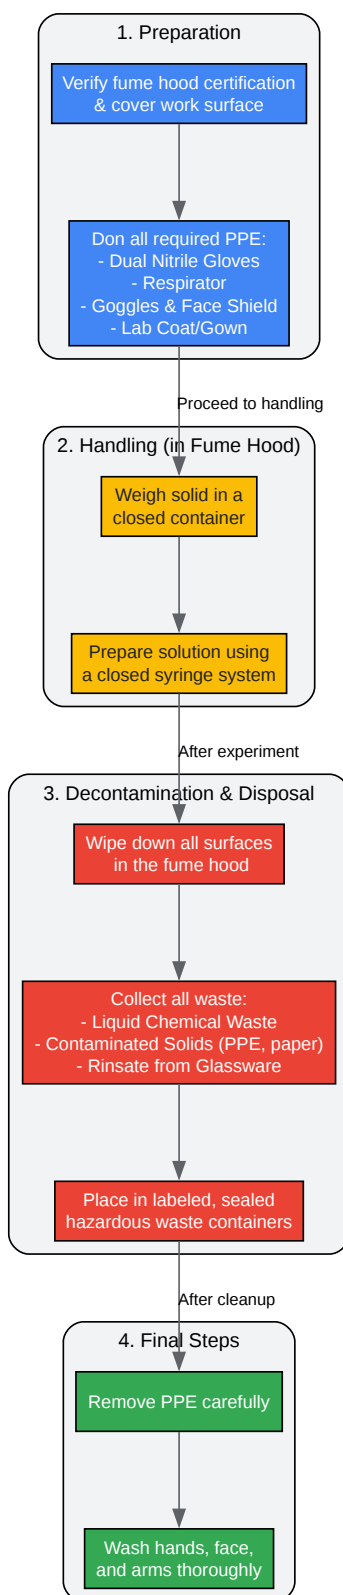 1. Preparation
Verify fume hood certification
& cover work surface
Don all required PPE:
- Dual Nitrile Gloves
- Respirator
- Goggles & Face Shield
- Lab Coat/Gown
Proceed to handling
2. Handling (in Fume Hood)
Weigh solid in a
closed container
Prepare solution using
a closed syringe system
After experiment
3. Decontamination & Disposal
Wipe down all surfaces
in the fume hood
Collect all waste:
- Liquid Chemical Waste
- Contaminated Solids (PPE, paper)
- Rinsate from Glassware
Place in labeled, sealed
hazardous waste containers
After cleanup
4. Final Steps
Remove PPE carefully
Wash hands, face,
and arms thoroughly